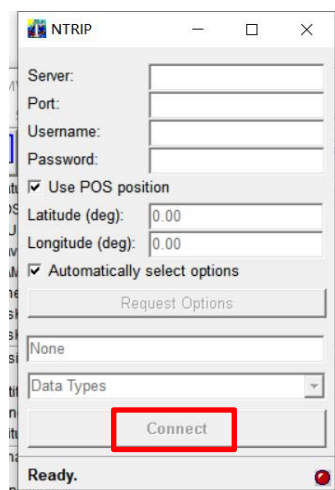 NTRIP
Server:
Port:
Username:
Password:
Use POS position
Latitude (deg): 0.00
Longitude (deg): 0.00
Automatically select options
Request Options
None
Data Types
Connect
Ready.